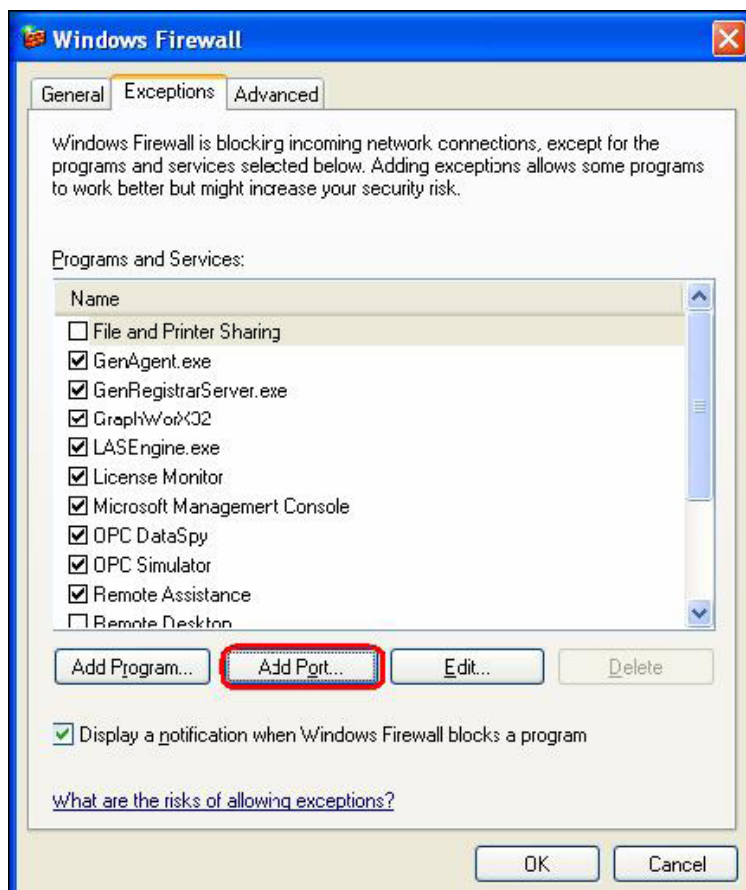 Windows Firewall
General Exceptions Advanced
Windows Firewall is blocking incoming network connections, except for the
programs and services selected below. Adding exceptions allows some programs
to work better but might increase your security risk.
Programs and Services:
Name
File and Printer Sharing
GenAgent.exe
GenRegistrarServer.exe
GraphWorX32
LASEngine.exe
License Monitor
Microsoft Management Console
OPC DataSpy
OPC Simulator
Remote Assistance
Remote Desktop
Add Program... Add Port... Edit... Delete
Display a notification when Windows Firewall blocks a program
What are the risks of allowing exceptions?
OK Cancel